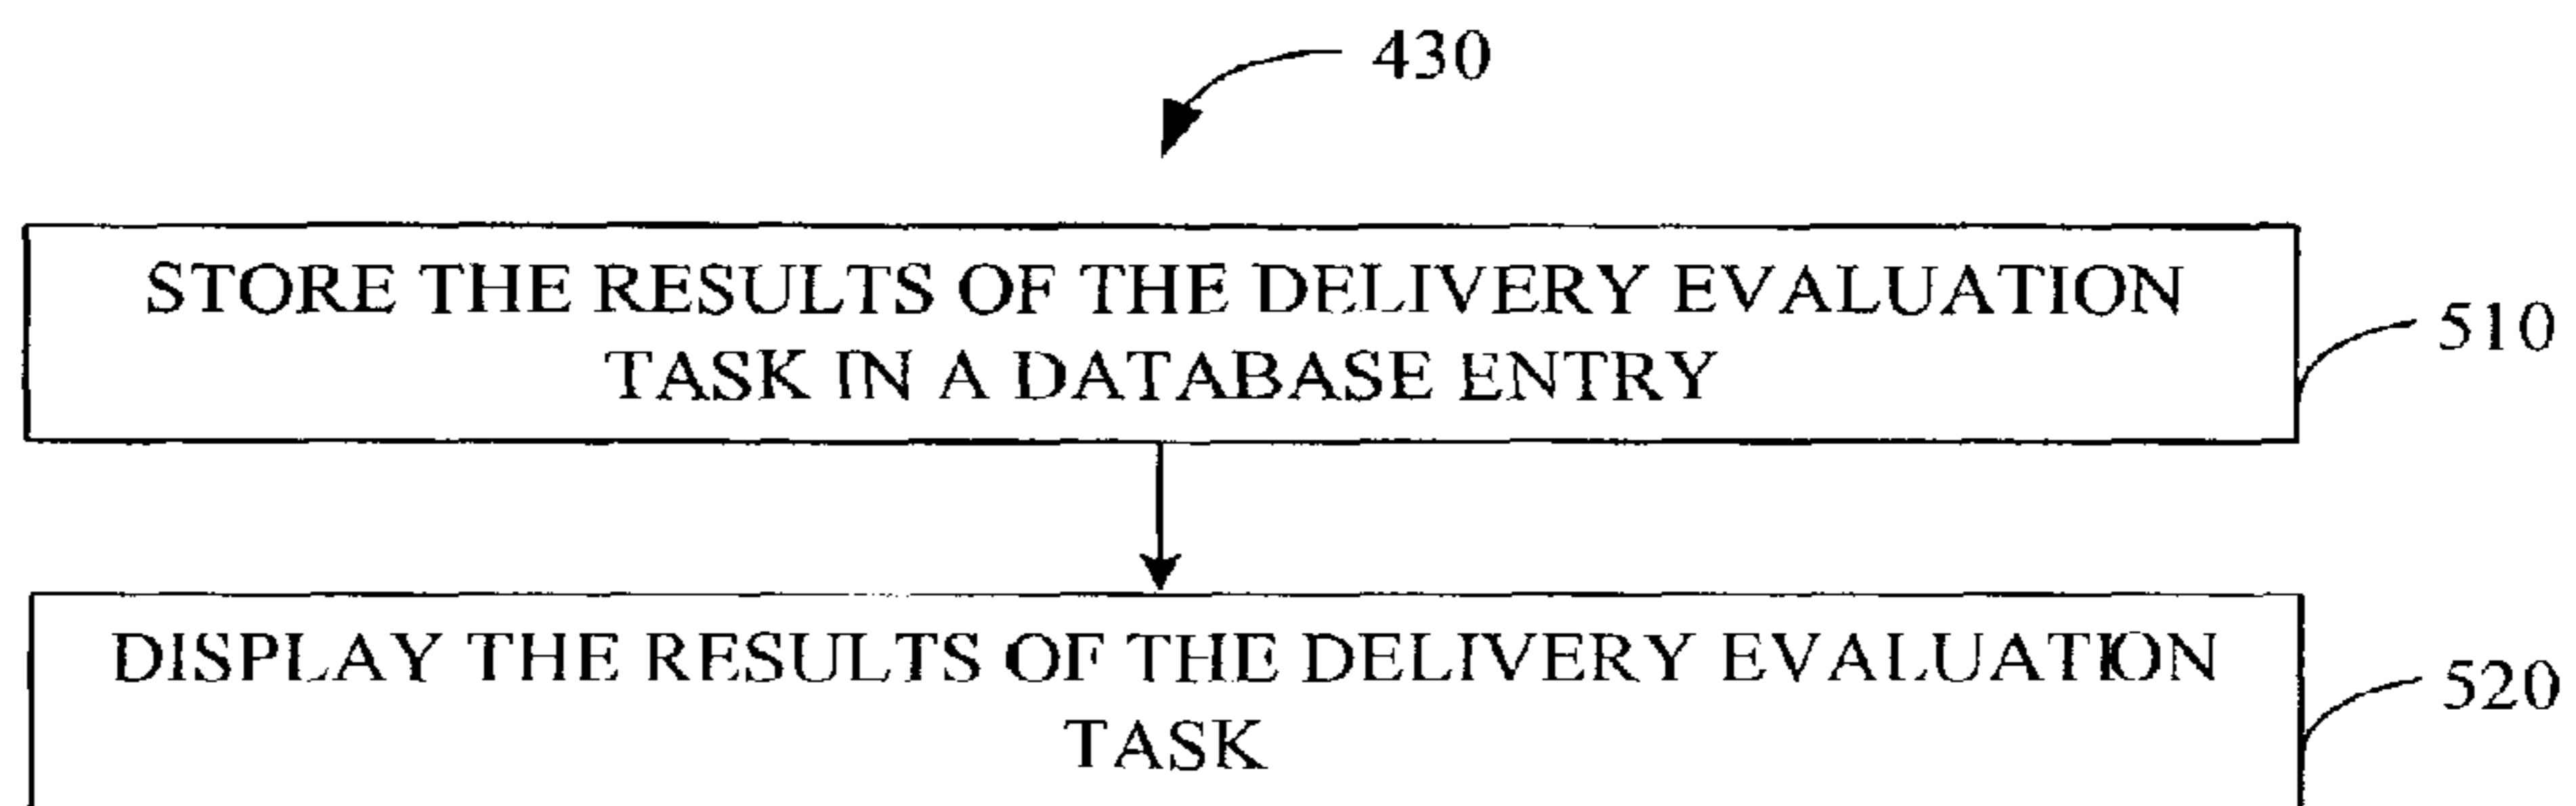 430
STORE THE RESULTS OF THE DELIVERY EVALUATION
TASK IN A DATABASE ENTRY
510
DISPLAY THE RESULTS OF THE DELIVERY EVALUATION
TASK
520